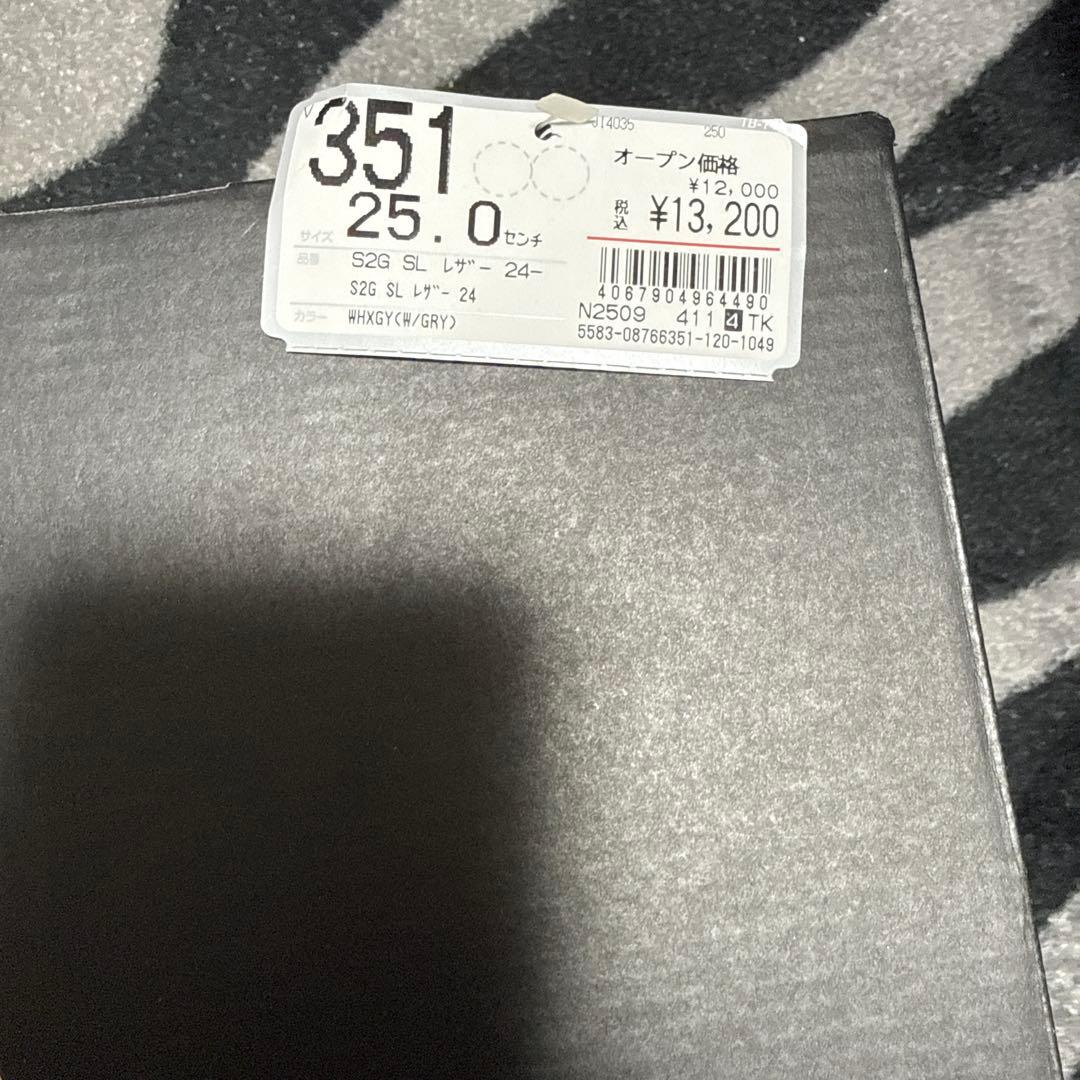 351
JI4035 250
25.0センチ
サイズ
オープン価格
¥12,000
税込 ¥13,200
品番 S2G SL ﾚｻﾞｰ 24-
S2G SL ﾚｻﾞｰ 24
カラー WHXGY(W/GRY)
4067904964490
N2509 411 4 TK
5583-08766351-120-1049